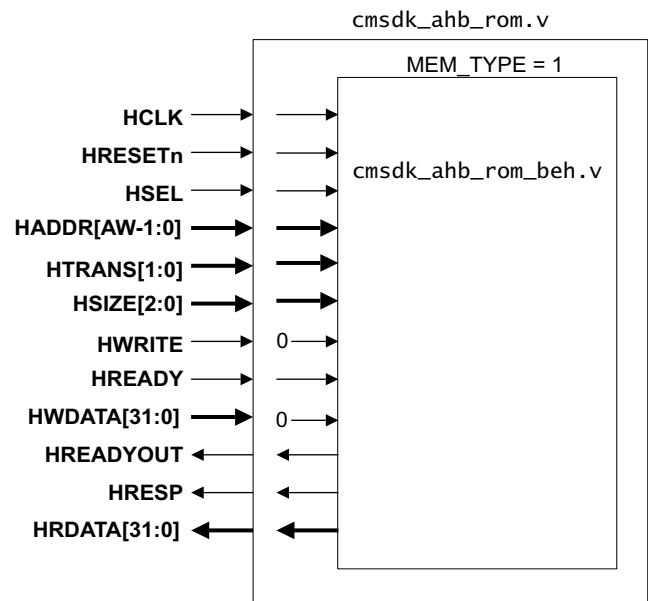 cmsdk_ahb_rom.v
MEM_TYPE = 1
HCLK
HRESETn
cmsdk_ahb_rom_beh.v
HSEL
HADDR[AW-1:0]
HTRANS[1:0]
HSIZE[2:0]
HWRITE 0
HREADY
HWDATA[31:0] 0
HREADYOUT
HRESP
HRDATA[31:0]